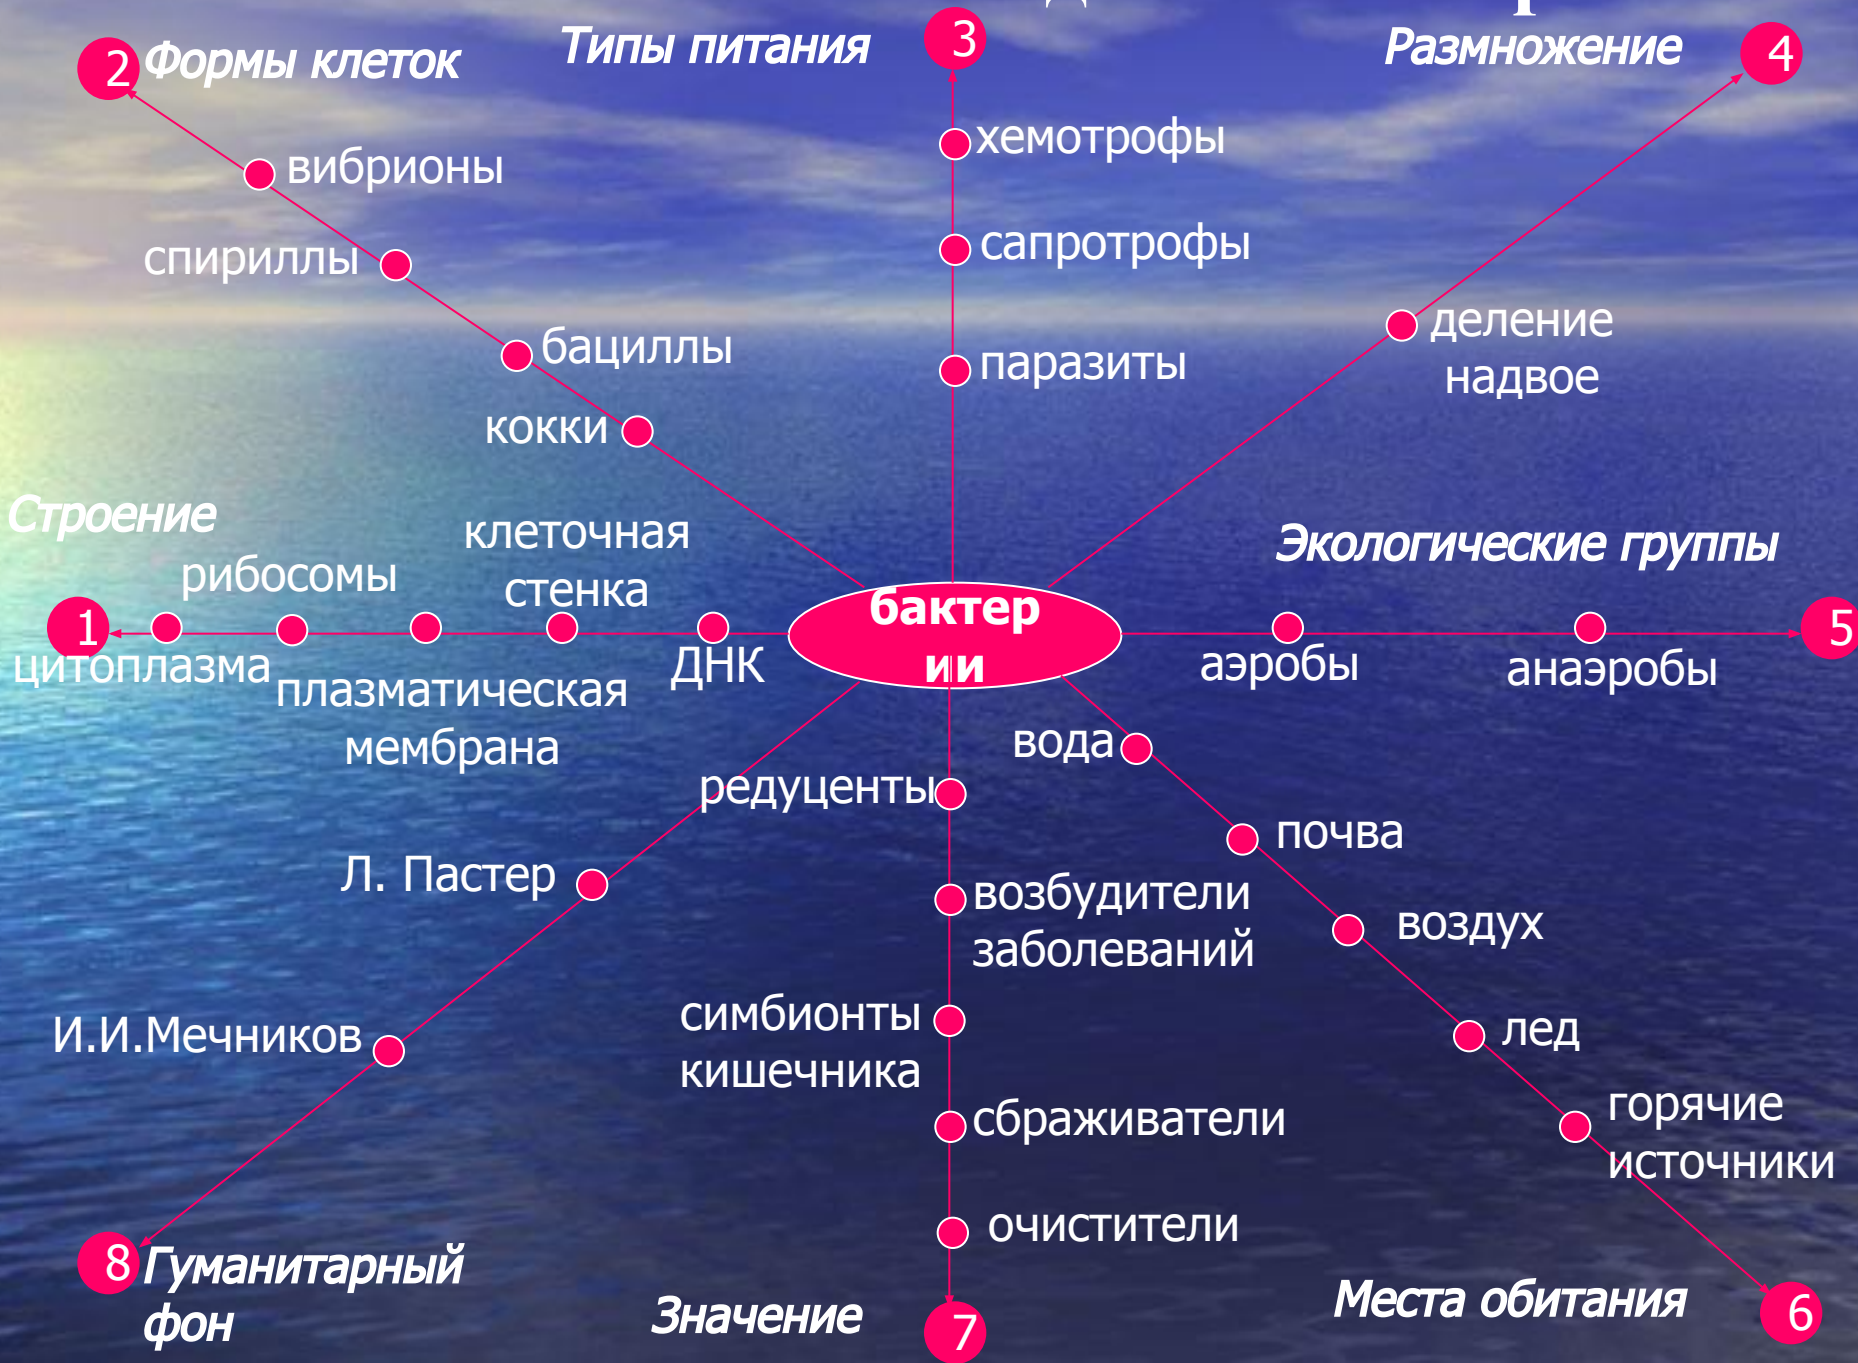 2
Формы клеток
Типы питания
3
Размножение
4
вибрионы
спириллы
бациллы
кокки
хемотрофы
сапротрофы
паразиты
деление
надвое
Строение
1
цитоплазма
рибосомы
плазматическая
мембрана
клеточная
стенка
ДНК
бактер
ии
Экологические группы
аэробы
анаэробы
5
вода
почва
воздух
лед
горячие
источники
Места обитания
6
редуценты
возбудители
заболеваний
симбионты
кишечника
сбраживатели
очистители
Значение
7
Л. Пастер
И.И.Мечников
8
Гуманитарный
фон